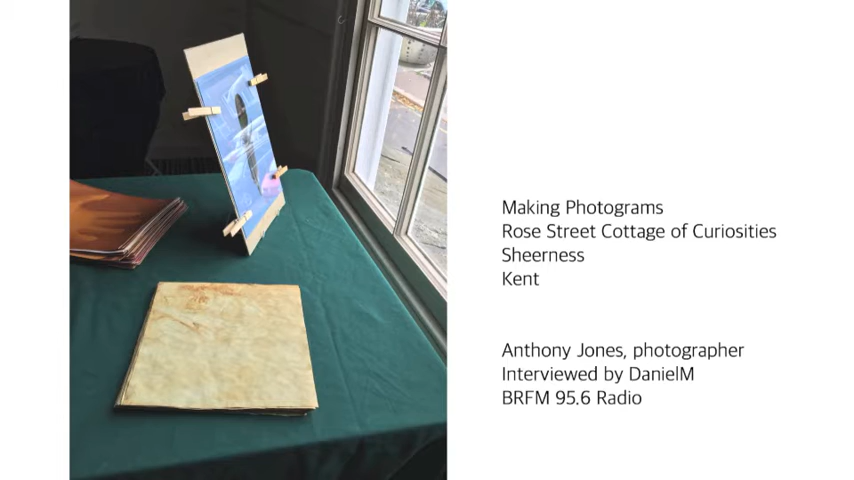 Making Photograms
Rose Street Cottage of Curiosities
Sheerness
Kent
Anthony Jones, photographer
Interviewed by DanielM
BRFM 95.6 Radio